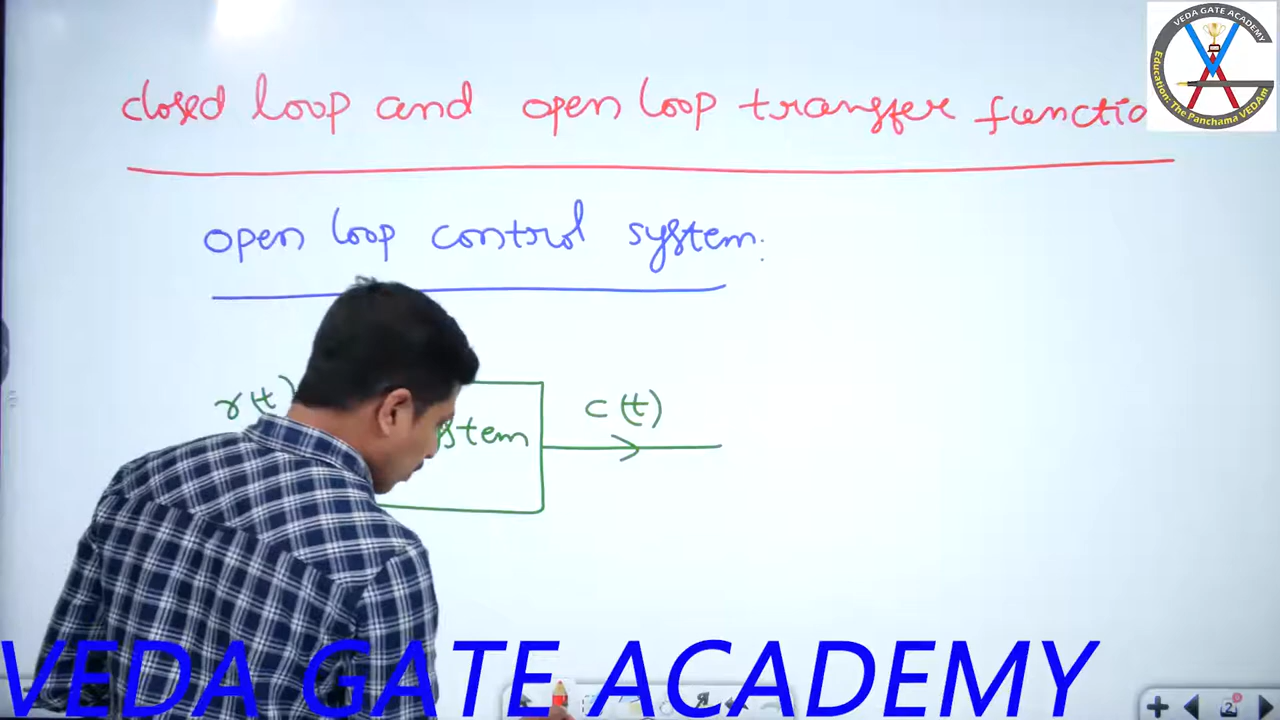 VEDA GATE ACADEMY
Education: The Panchama VEDAM
closed loop and open loop transfer functio
open loop control system:
r(t)
stem
c(t)
VEDA GATE ACADEMY
2